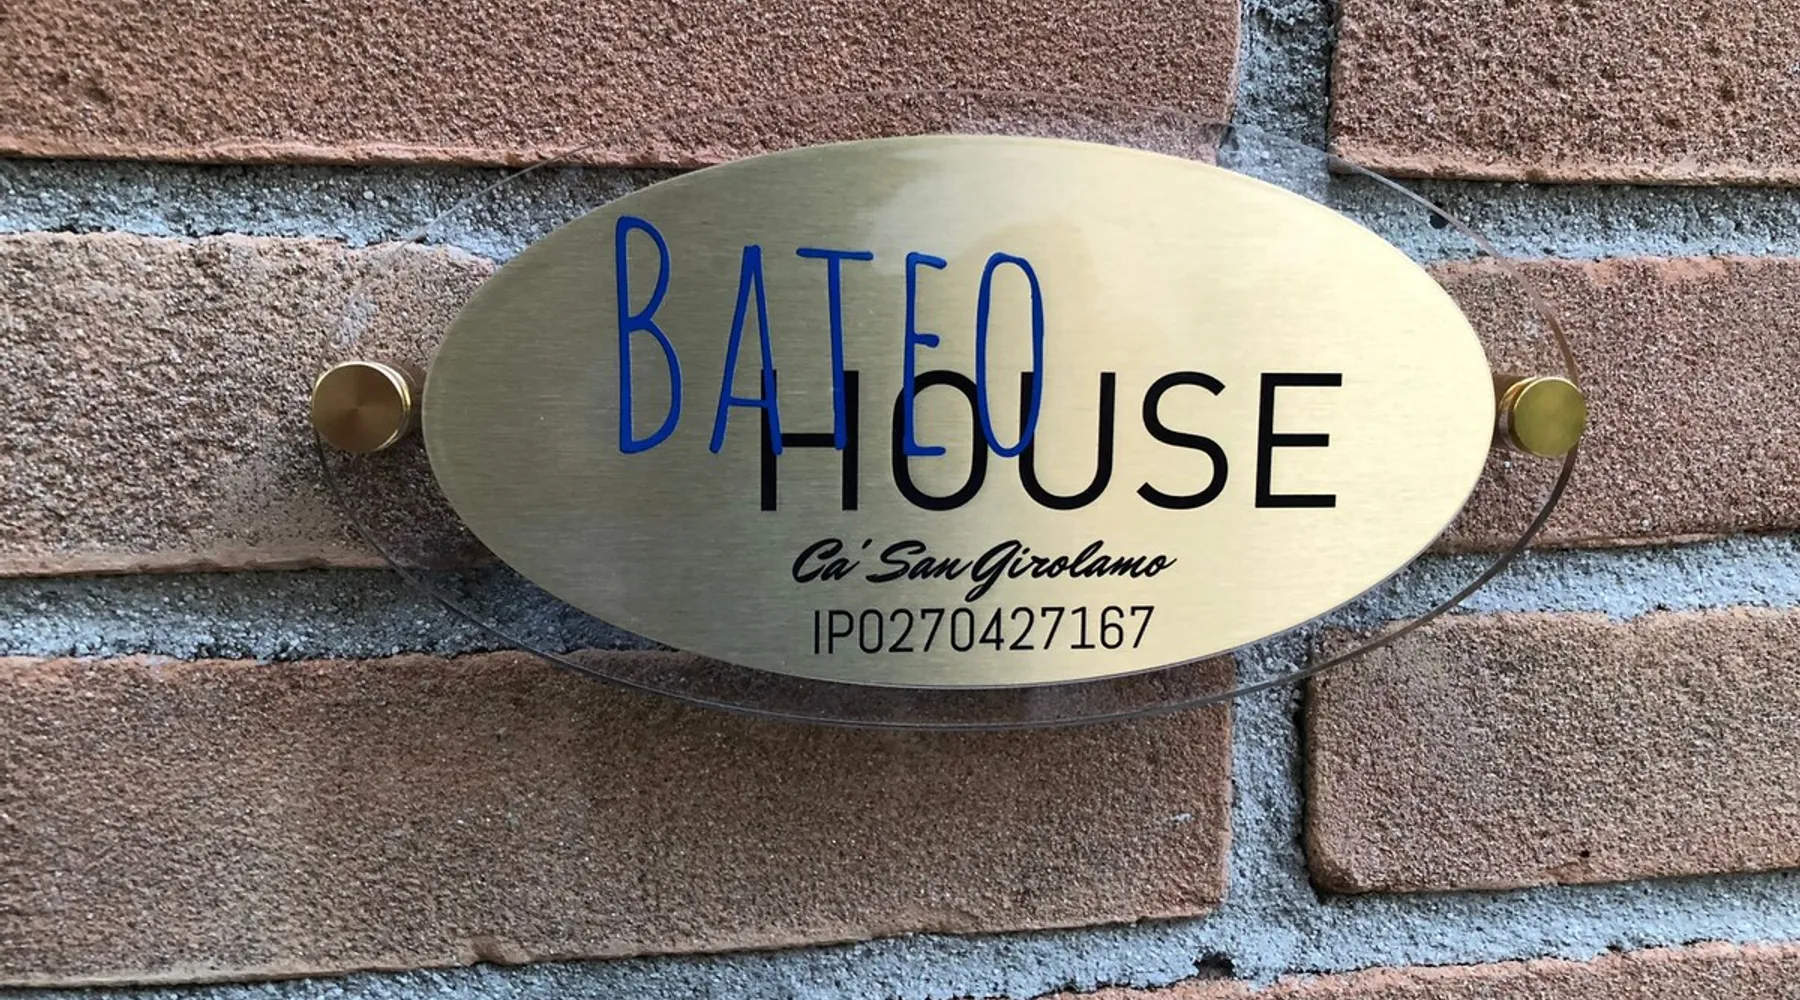 BATEO
HOUSE
Ca' San Girolamo
IP0270427167